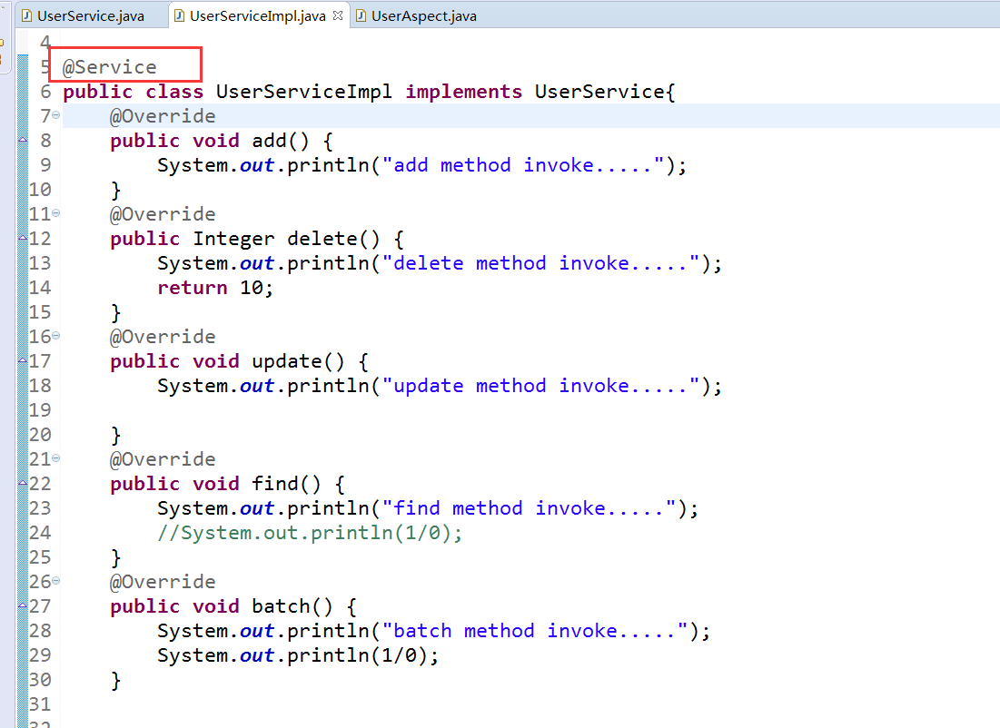 UserService.java UserServiceImpl.java UserAspect.java
4
5 @Service
6 public class UserServiceImpl implements UserService{
7 @Override
8 public void add() {
9 System.out.println("add method invoke.....");
10 }
11 @Override
12 public Integer delete() {
13 System.out.println("delete method invoke.....");
14 return 10;
15 }
16 @Override
17 public void update() {
18 System.out.println("update method invoke.....");
19
20 }
21 @Override
22 public void find() {
23 System.out.println("find method invoke.....");
24 //System.out.println(1/0);
25 }
26 @Override
27 public void batch() {
28 System.out.println("batch method invoke.....");
29 System.out.println(1/0);
30 }
31
32